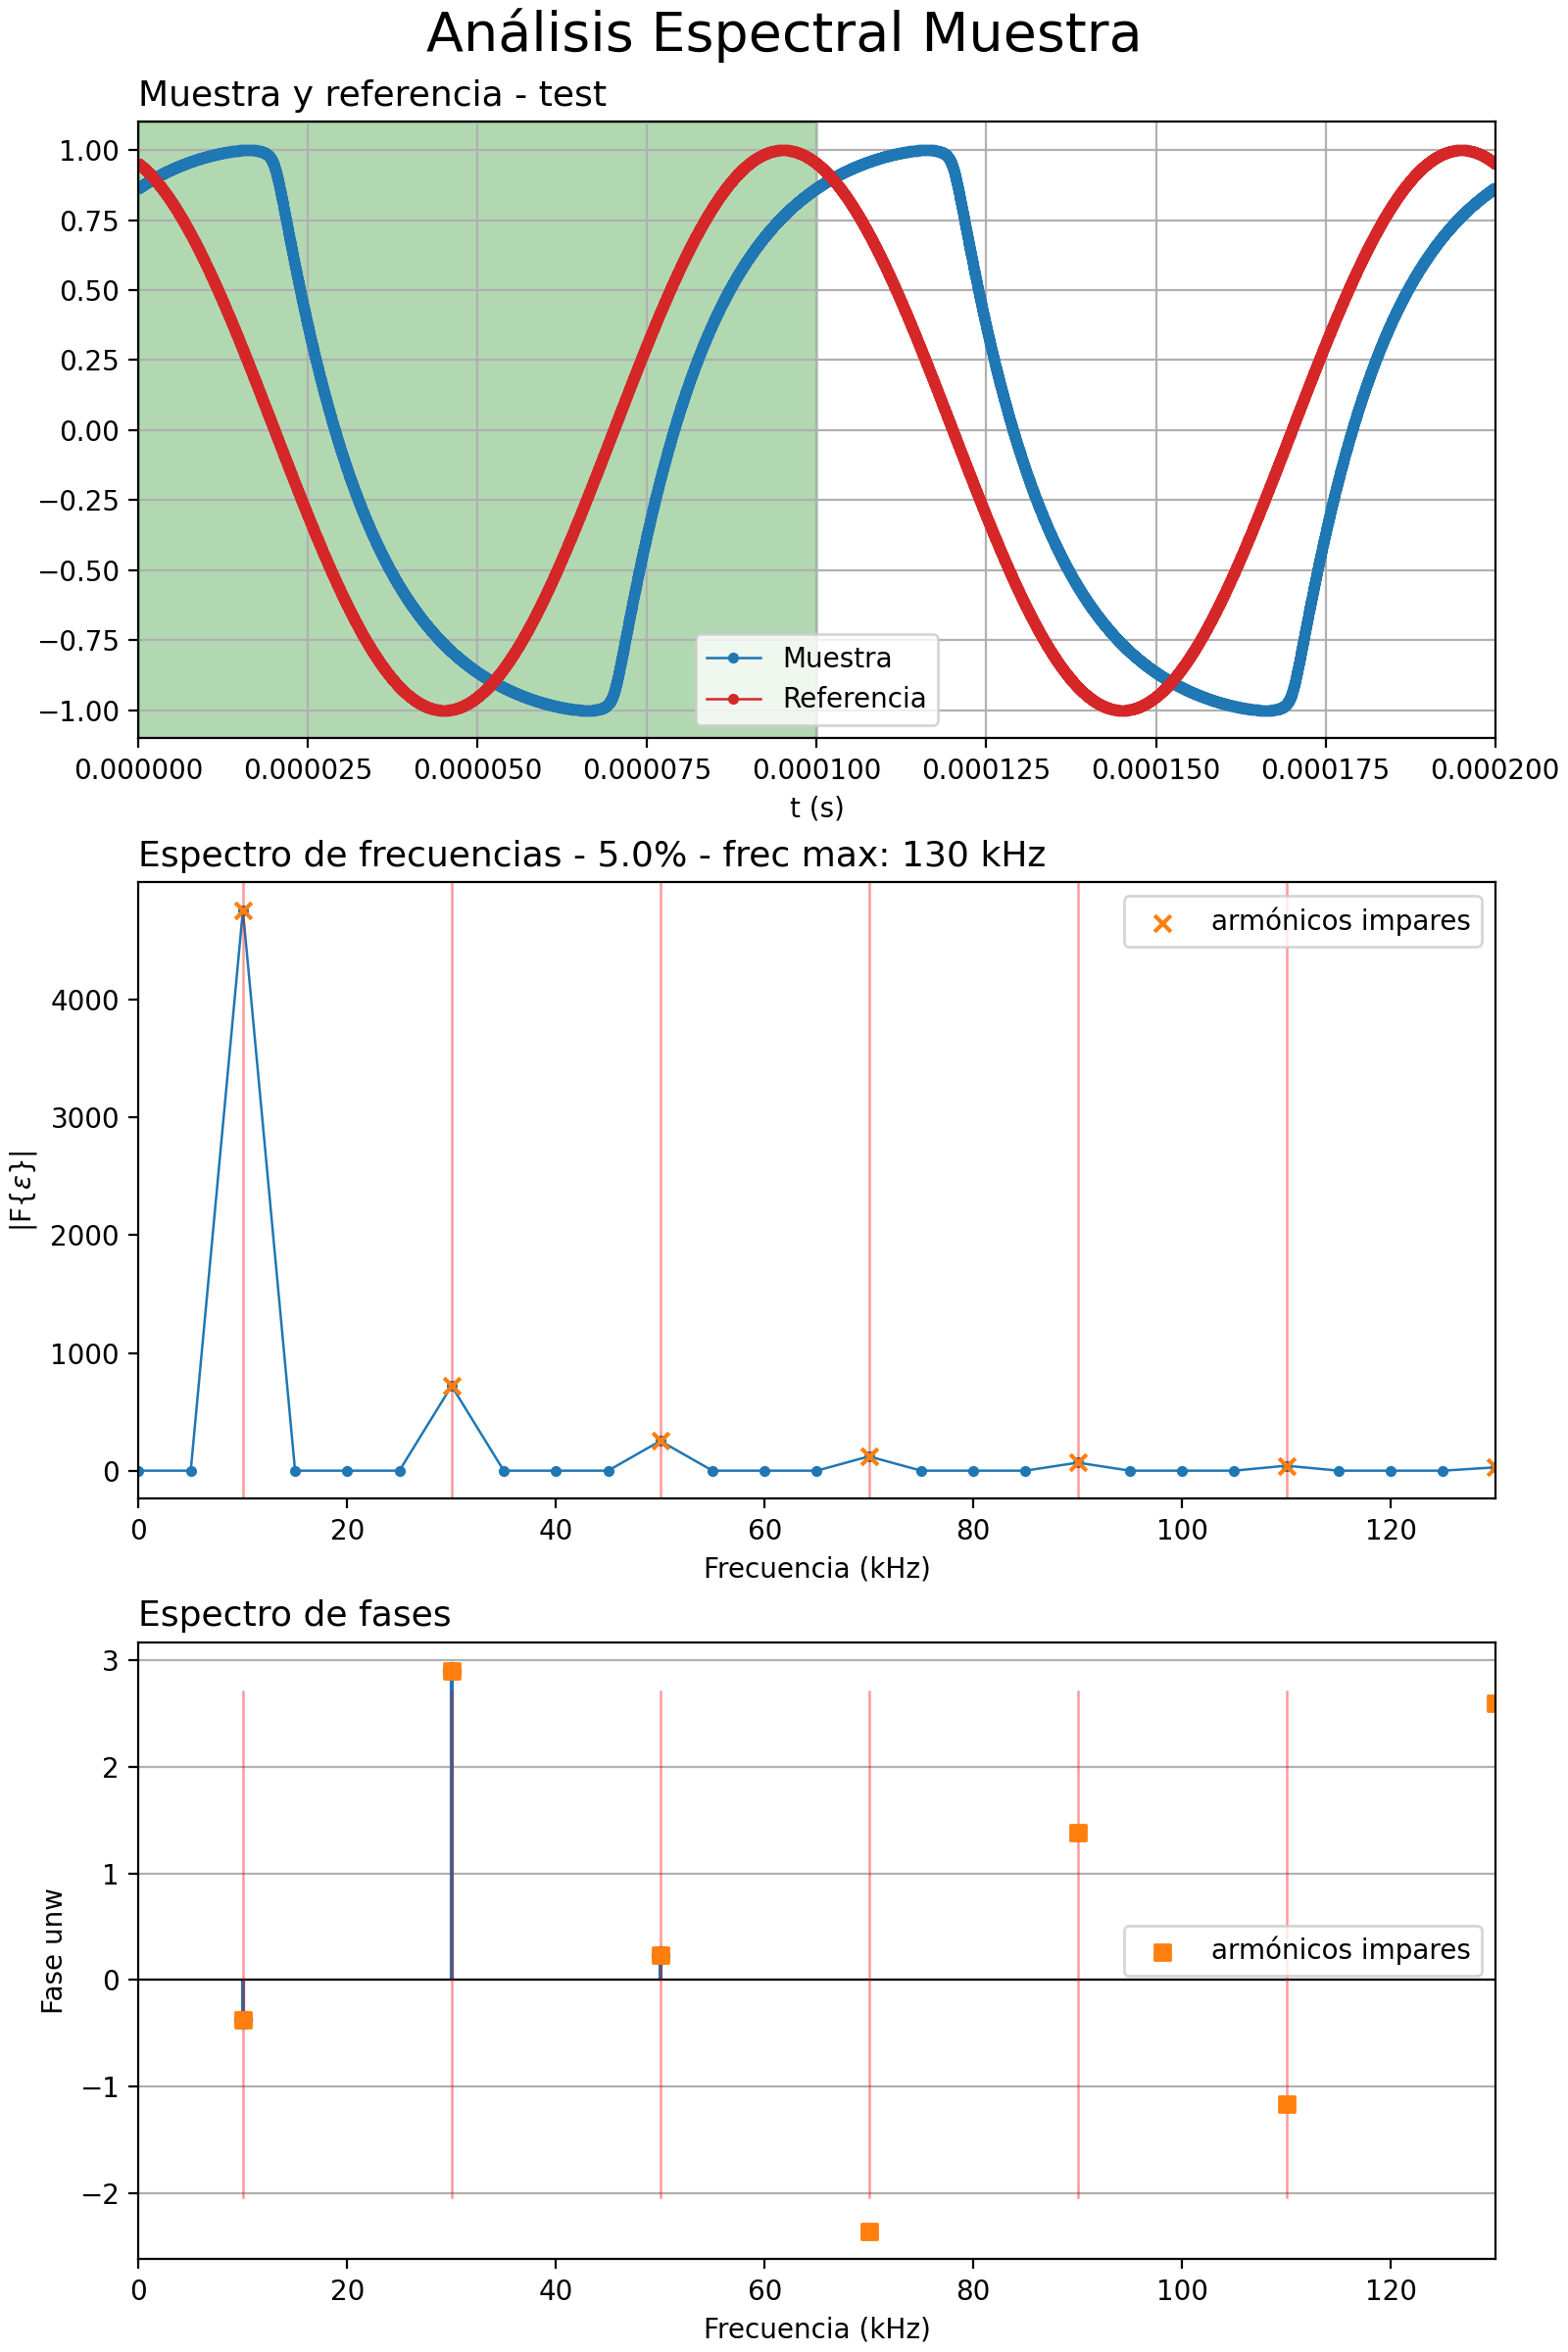 Análisis Espectral Muestra
Muestra y referencia - test
1.00
0.75
0.50
0.25
0.00
−0.25
−0.50
−0.75
−1.00
Muestra
Referencia
0.000000 0.000025 0.000050 0.000075 0.000100 0.000125 0.000150 0.000175 0.000200
t (s)
Espectro de frecuencias - 5.0% - frec max: 130 kHz
armónicos impares
|F{ε}|
4000
3000
2000
1000
0
0 20 40 60 80 100 120
Frecuencia (kHz)
Espectro de fases
Fase unw
3
2
1
0
−1
−2
armónicos impares
0 20 40 60 80 100 120
Frecuencia (kHz)